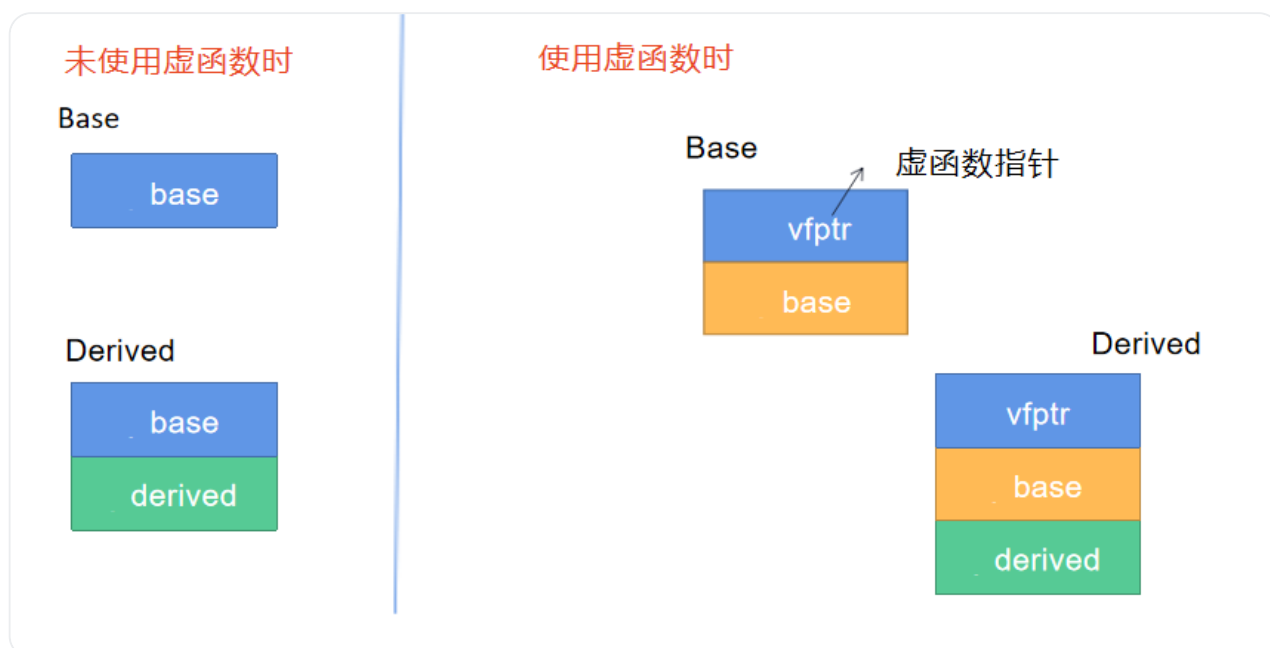 未使用虚函数时
Base
base
Derived
base
derived
使用虚函数时
Base
虚函数指针
vfptr
base
Derived
vfptr
base
derived